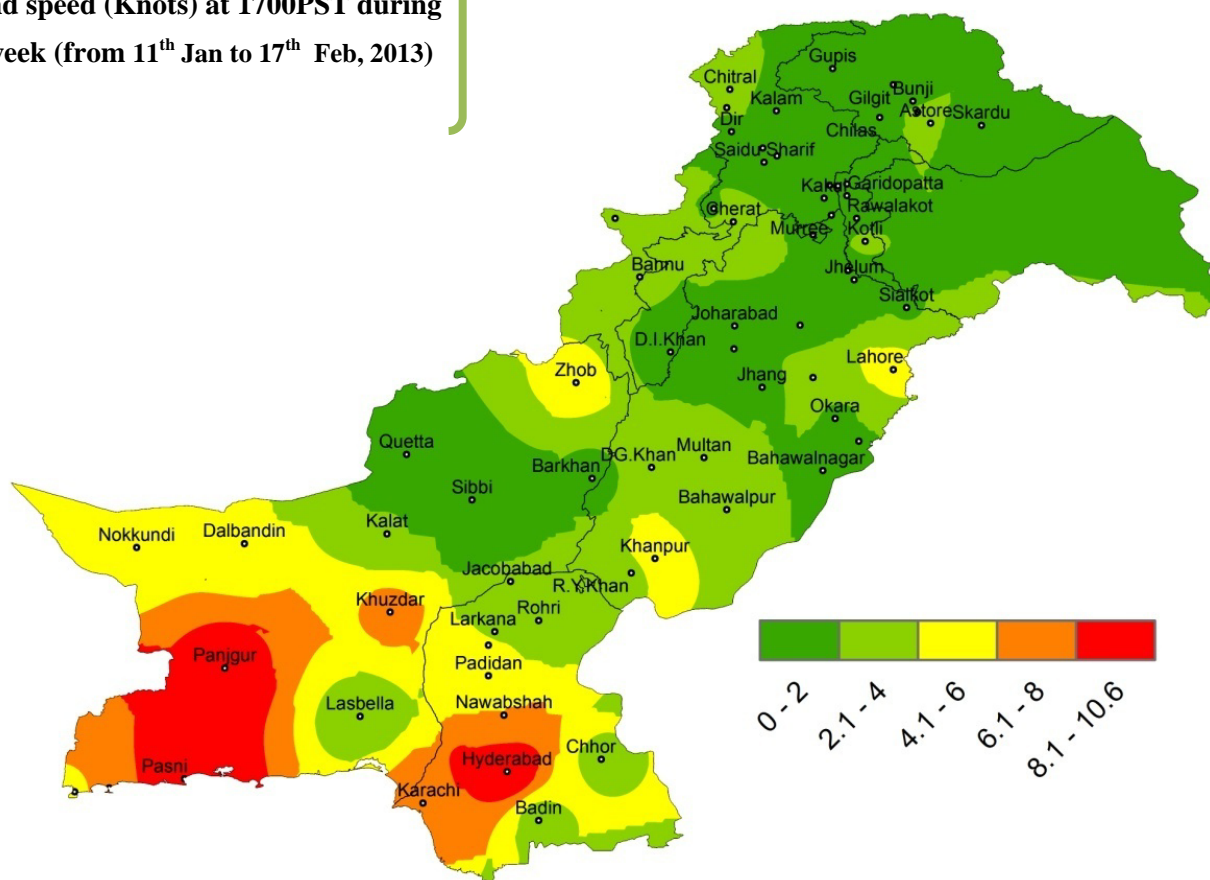 speed (Knots) at 1700PST during
(from 11th Jan to 17th Feb, 2013)
Gupis
Chitral
Bunji
Kalam
Gilgit
Astore
Skardu
Dir
Chilas
Saidu Sharif
Kakul
Garidopatta
Cherat
Rawalakot
Murree
Kotli
Bannu
Jhelum
Sialkot
Joharabad
D.I.Khan
Lahore
Zhob
Jhang
Okara
Quetta
Multan
DG.Khan
Bahawalnagar
Barkhan
Sibbi
Bahawalpur
Kalat
Nokkundi
Dalbandin
Khanpur
Jacobabad
R.Y.Khan
Khuzdar
Rohri
Larkana
Panjgur
Padidan
Lasbella
Nawabshah
Chhor
Hyderabad
Pasni
Karachi
Badin
0 - 2
2.1 - 4
4.1 - 6
6.1 - 8
8.1 - 10.6